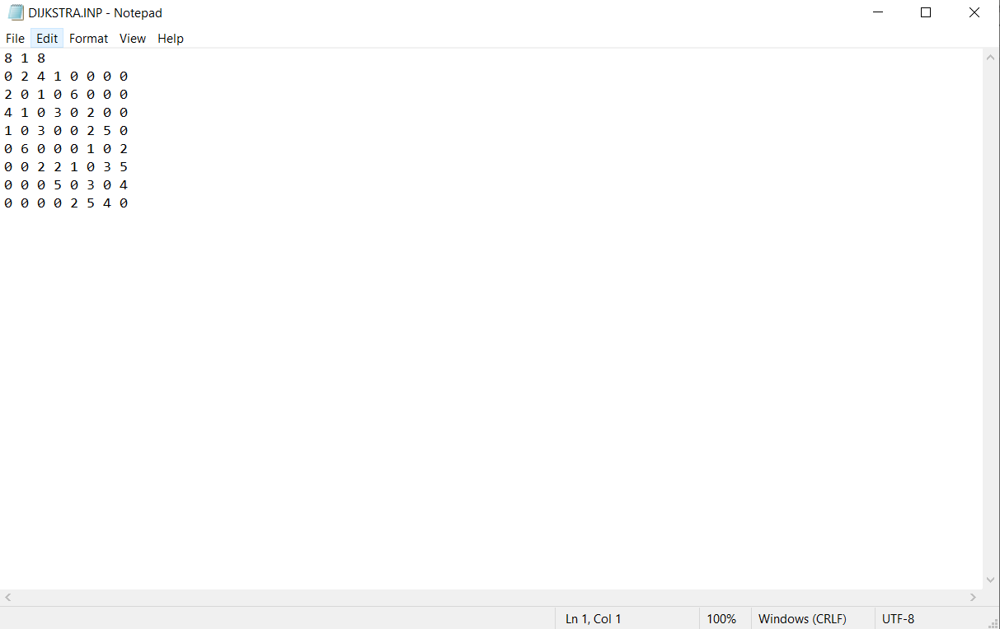 DIJKSTRA.INP - Notepad
File Edit Format View Help
8 1 8
0 2 4 1 0 0 0 0
2 0 1 0 6 0 0 0
4 1 0 3 0 2 0 0
1 0 3 0 0 2 5 0
0 6 0 0 0 1 0 2
0 0 2 2 1 0 3 5
0 0 0 5 0 3 0 4
0 0 0 0 2 5 4 0
Ln 1, Col 1 100% Windows (CRLF) UTF-8